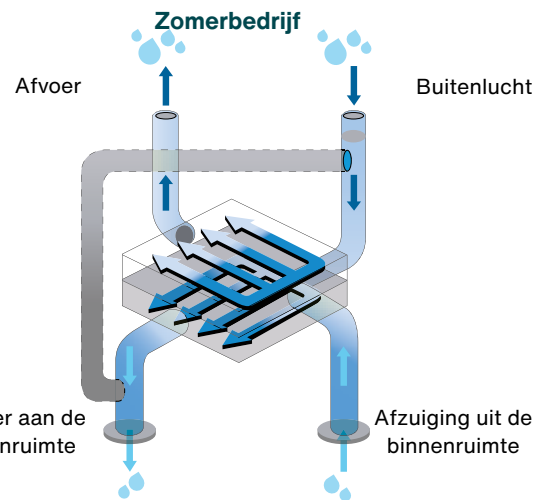 Zomerbedrijf
Afvoer
Buitenlucht
aan de
Afzuiging uit de
binnenruimte